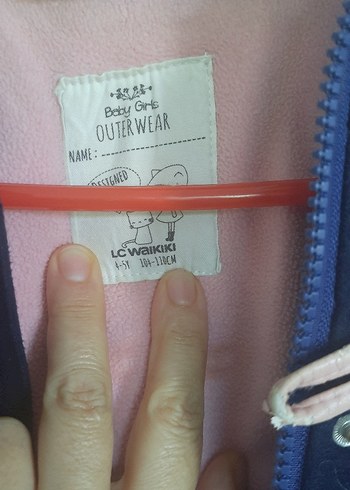 Baby Girls
OUTERWEAR
NAME:
DESIGNED
LC WAIKIKI
4-5Y 104-110CM